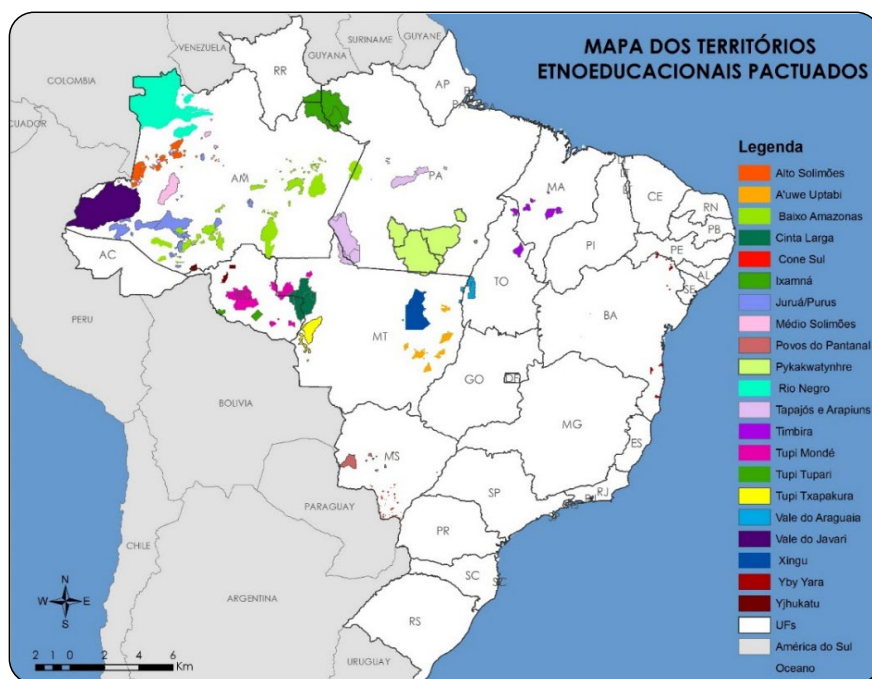 MAPA DOS TERRITÓRIOS
ETNOEDUCACIONAIS PACTUADOS
VENEZUELA
SURINAME
GUYANE
GUYANA
COLOMBIA
RR
AP
CUADOR
AM
PA
MA
CE
RN
PB
PI
PE
AL
SE
AC
TO
BA
PERU
MT
GO
DF
BOLIVIA
MG
ES
MS
SP
RJ
PARAGUAY
PR
CHILE
SC
SC
ARGENTINA
RS
URUGUAY
Legenda
Alto Solimões
A'uwe Uptabi
Baixo Amazonas
Cinta Larga
Cone Sul
Ixamná
Juruá/Purus
Médio Solimões
Povos do Pantanal
Pykakwatynhre
Rio Negro
Tapajós e Arapiuns
Timbira
Tupi Mondé
Tupi Tupari
Tupi Txapakura
Vale do Araguaia
Vale do Javari
Xingu
Yby Yara
Yjhukatu
UFs
América do Sul
Oceano
N
W E
S
2 1 0 2 4 6
Km